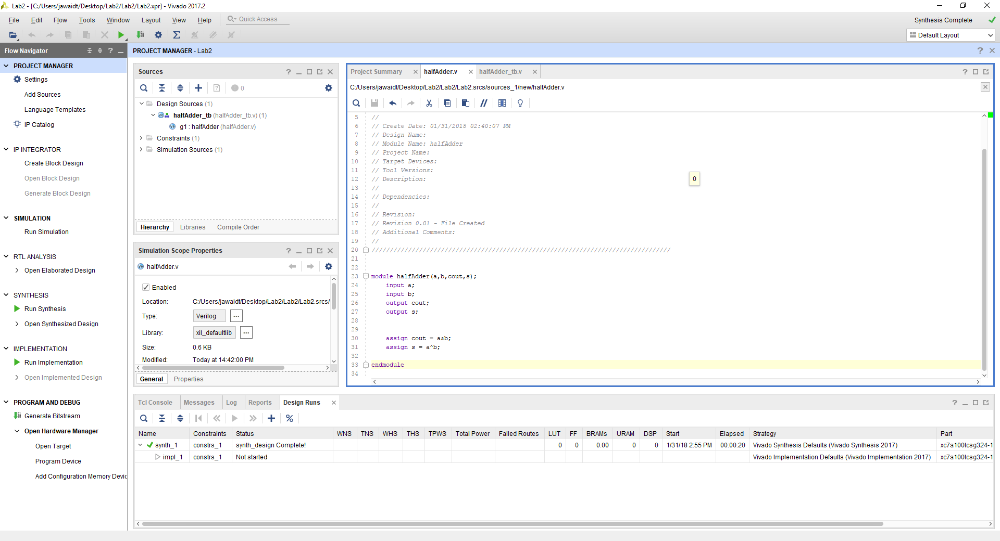 Lab2 - [C:/Users/jawaidt/Desktop/Lab2/Lab2/Lab2.xpr] - Vivado 2017.2
File Edit Flow Tools Window Layout View Help Quick Access
Synthesis Complete
Default Layout
Flow Navigator
PROJECT MANAGER
Settings
Add Sources
Language Templates
IP Catalog
IP INTEGRATOR
Create Block Design
Open Block Design
Generate Block Design
SIMULATION
Run Simulation
RTL ANALYSIS
Open Elaborated Design
SYNTHESIS
Run Synthesis
Open Synthesized Design
IMPLEMENTATION
Run Implementation
Open Implemented Design
PROGRAM AND DEBUG
Generate Bitstream
Open Hardware Manager
Open Target
Program Device
Add Configuration Memory Devic
PROJECT MANAGER - Lab2
Sources
0
Design Sources (1)
halfAdder_tb (halfAdder_tb.v) (1)
g1 : halfAdder (halfAdder.v)
Constraints (1)
Simulation Sources (1)
Hierarchy Libraries Compile Order
Simulation Scope Properties
halfAdder.v
Enabled
Location: C:/Users/jawaidt/Desktop/Lab2/Lab2/Lab2.srcs/
Type: Verilog ...
Library: xil_defaultlib ...
Size: 0.6 KB
Modified: Today at 14:42:00 PM
General Properties
Project Summary halfAdder.v halfAdder_tb.v
C:/Users/jawaidt/Desktop/Lab2/Lab2/Lab2.srcs/sources_1/new/halfAdder.v
5 //
6 // Create Date: 01/31/2018 02:40:07 PM
7 // Design Name:
8 // Module Name: halfAdder
9 // Project Name:
10 // Target Devices:
11 // Tool Versions:
12 // Description:
13 //
14 // Dependencies:
15 //
16 // Revision:
17 // Revision 0.01 - File Created
18 // Additional Comments:
19 //
20 //////////////////////////////////////////////////////////////////////////////////
21
22
23 module halfAdder(a,b,cout,s);
24 input a;
25 input b;
26 output cout;
27 output s;
28
29
30 assign cout = a&b;
31 assign s = a^b;
32
33 endmodule
34
0
Tcl Console Messages Log Reports Design Runs
Name Constraints Status WNS TNS WHS THS TPWS Total Power Failed Routes LUT FF BRAMs URAM DSP Start Elapsed Strategy Part
synth_1 constrs_1 synth_design Complete! 0 0 0.00 0 0 1/31/18 2:55 PM 00:00:20 Vivado Synthesis Defaults (Vivado Synthesis 2017) xc7a100tcsg324-1
impl_1 constrs_1 Not started Vivado Implementation Defaults (Vivado Implementation 2017) xc7a100tcsg324-1